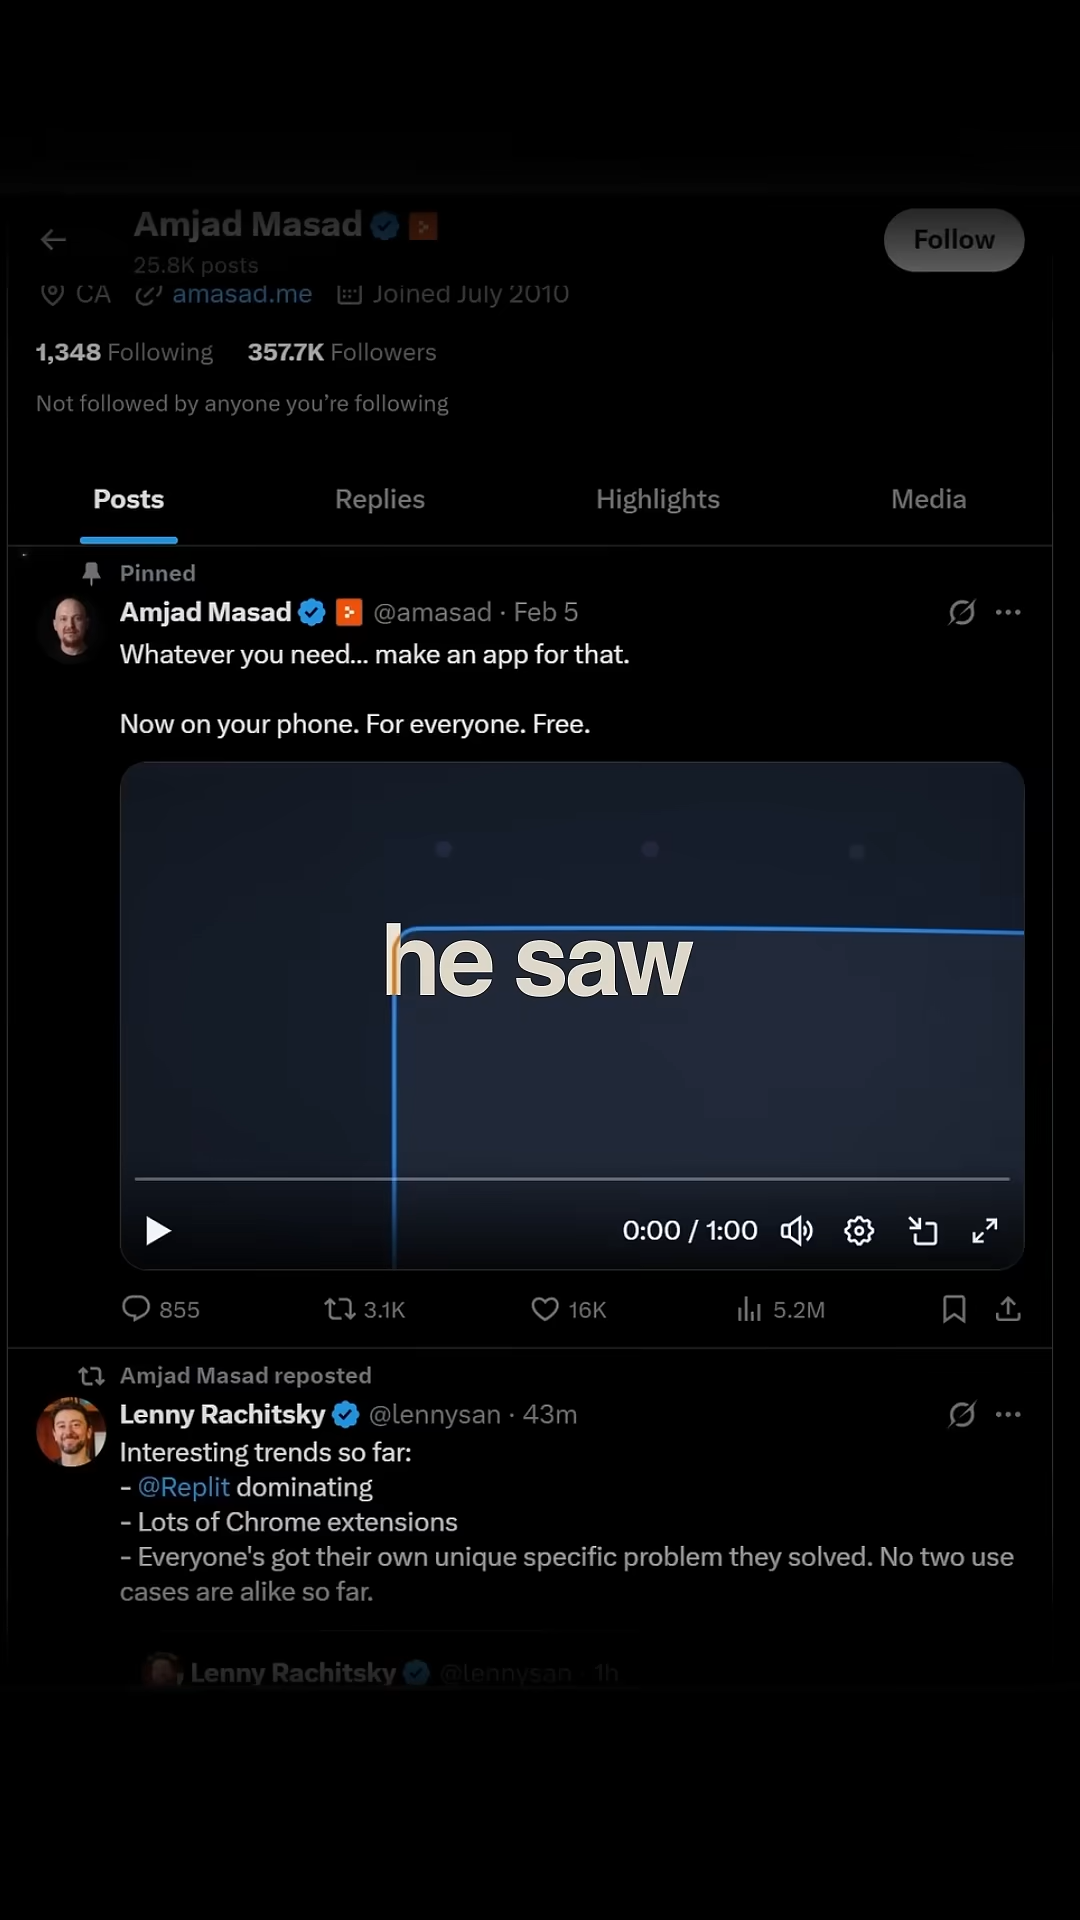 Amjad Masad
25.8K posts
Follow
CA amasad.me Joined July 2010
1,348 Following 357.7K Followers
Not followed by anyone you’re following
Posts Replies Highlights Media
Pinned
Amjad Masad @amasad · Feb 5
Whatever you need... make an app for that.
Now on your phone. For everyone. Free.
he saw
0:00 / 1:00
855 3.1K 16K 5.2M
Amjad Masad reposted
Lenny Rachitsky @lennysan · 43m
Interesting trends so far:
- @Replit dominating
- Lots of Chrome extensions
- Everyone's got their own unique specific problem they solved. No two use
cases are alike so far.
Lenny Rachitsky @lennysan · 1h